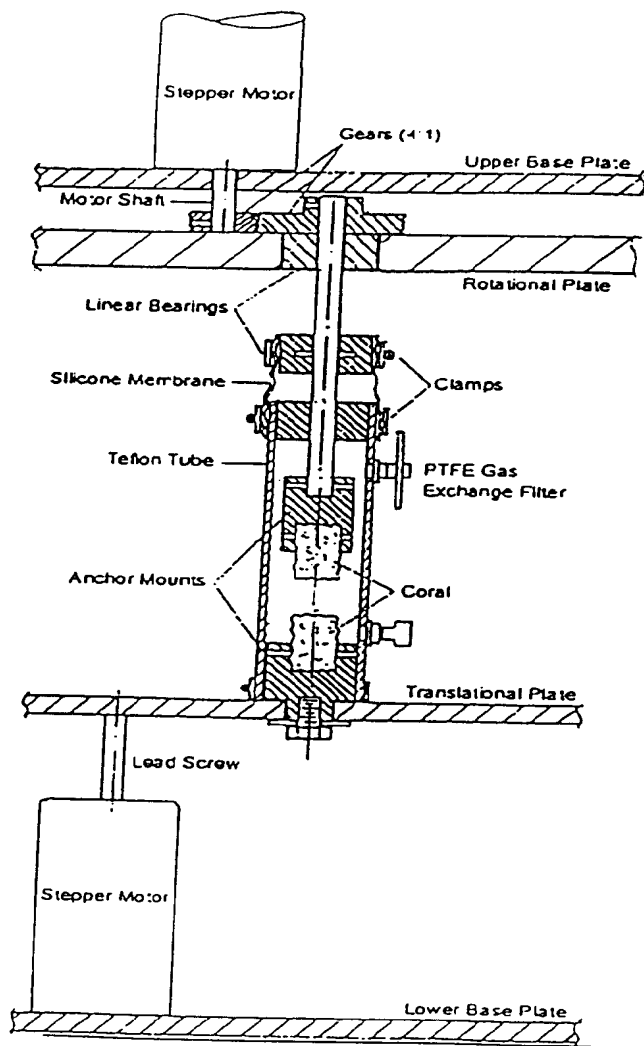 Stepper Motor
Gears (4:1)
Upper Base Plate
Motor Shaft
Rotational Plate
Linear Bearings
Silicone Membrane
Clamps
Teflon Tube
PTFE Gas
Exchange Filter
Anchor Mounts
Coral
Translational Plate
Lead Screw
Stepper Motor
Lower Base Plate